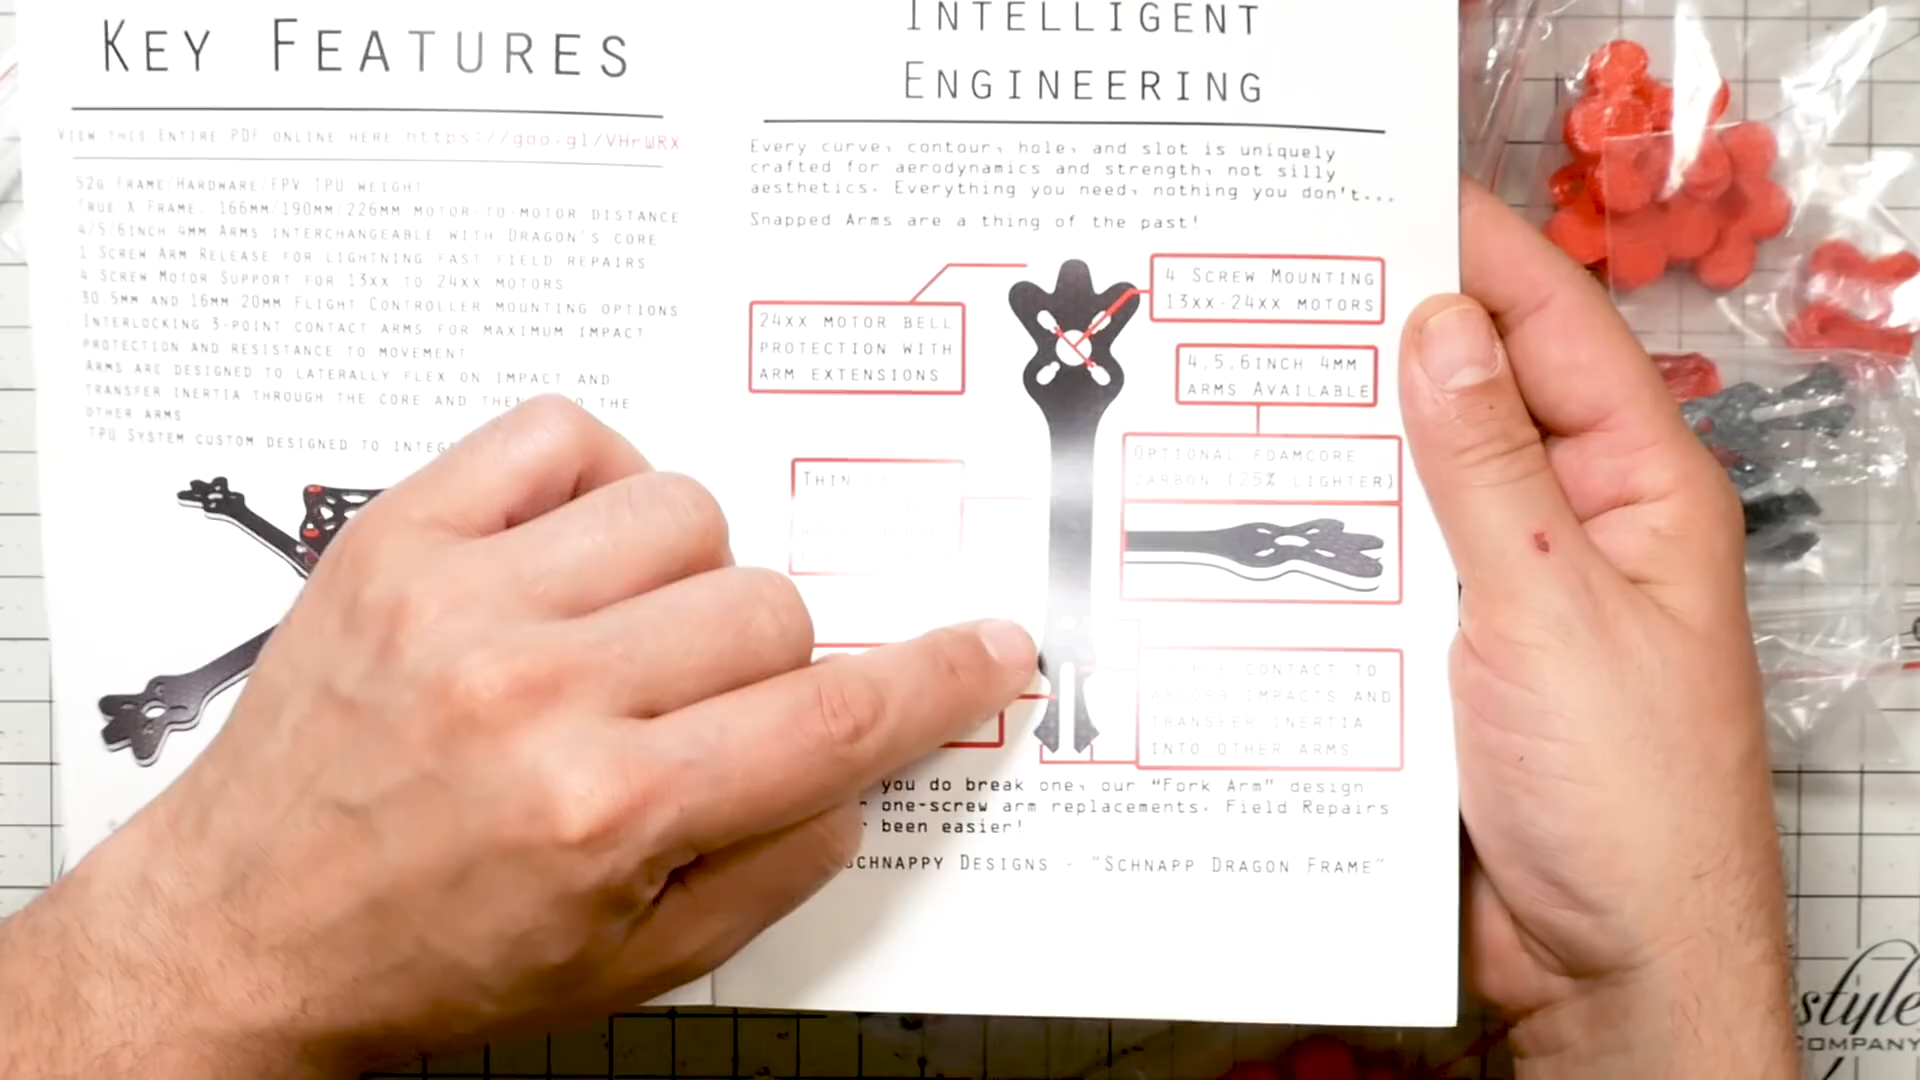 KEY FEATURES
VIEW THIS ENTIRE PDF ONLINE HERE https://goo.gl/VHrWRX
52G FRAME/HARDWARE/FPV TPU WEIGHT
TRUE-X FRAME. 166MM/190MM/226MM MOTOR-TO-MOTOR DISTANCE
4/5/6INCH 4MM ARMS INTERCHANGEABLE WITH DRAGON'S CORE
1 SCREW ARM RELEASE FOR LIGHTNING FAST FIELD REPAIRS
4 SCREW MOTOR SUPPORT FOR 13XX TO 24XX MOTORS
30.5MM AND 16MM 20MM FLIGHT CONTROLLER MOUNTING OPTIONS
INTERLOCKING 3-POINT CONTACT ARMS FOR MAXIMUM IMPACT
PROTECTION AND RESISTANCE TO MOVEMENT
ARMS ARE DESIGNED TO LATERALLY FLEX ON IMPACT AND
TRANSFER INERTIA THROUGH THE CORE AND THEN THE
OTHER ARMS
TPU SYSTEM CUSTOM DESIGNED TO
INTELLIGENT
ENGINEERING
Every curve, contour, hole, and slot is uniquely
crafted for aerodynamics and strength, not silly
aesthetics. Everything you need, nothing you don't...
Snapped Arms are a thing of the past!
24XX MOTOR BELL
PROTECTION WITH
ARM EXTENSIONS
4 SCREW MOUNTING
13XX-24XX MOTORS
4,5,6INCH 4MM
ARMS AVAILABLE
OPTIONAL FOAMCORE
CARBON (25% LIGHTER)
THIN
CONTACT TO
ABSORB IMPACTS AND
TRANSFER INERTIA
INTO OTHER ARMS
you do break one, our "Fork Arm" design
one-screw arm replacements. Field Repairs
been easier!
SCHNAPPY DESIGNS - "SCHNAPP DRAGON FRAME"
style
COMPANY